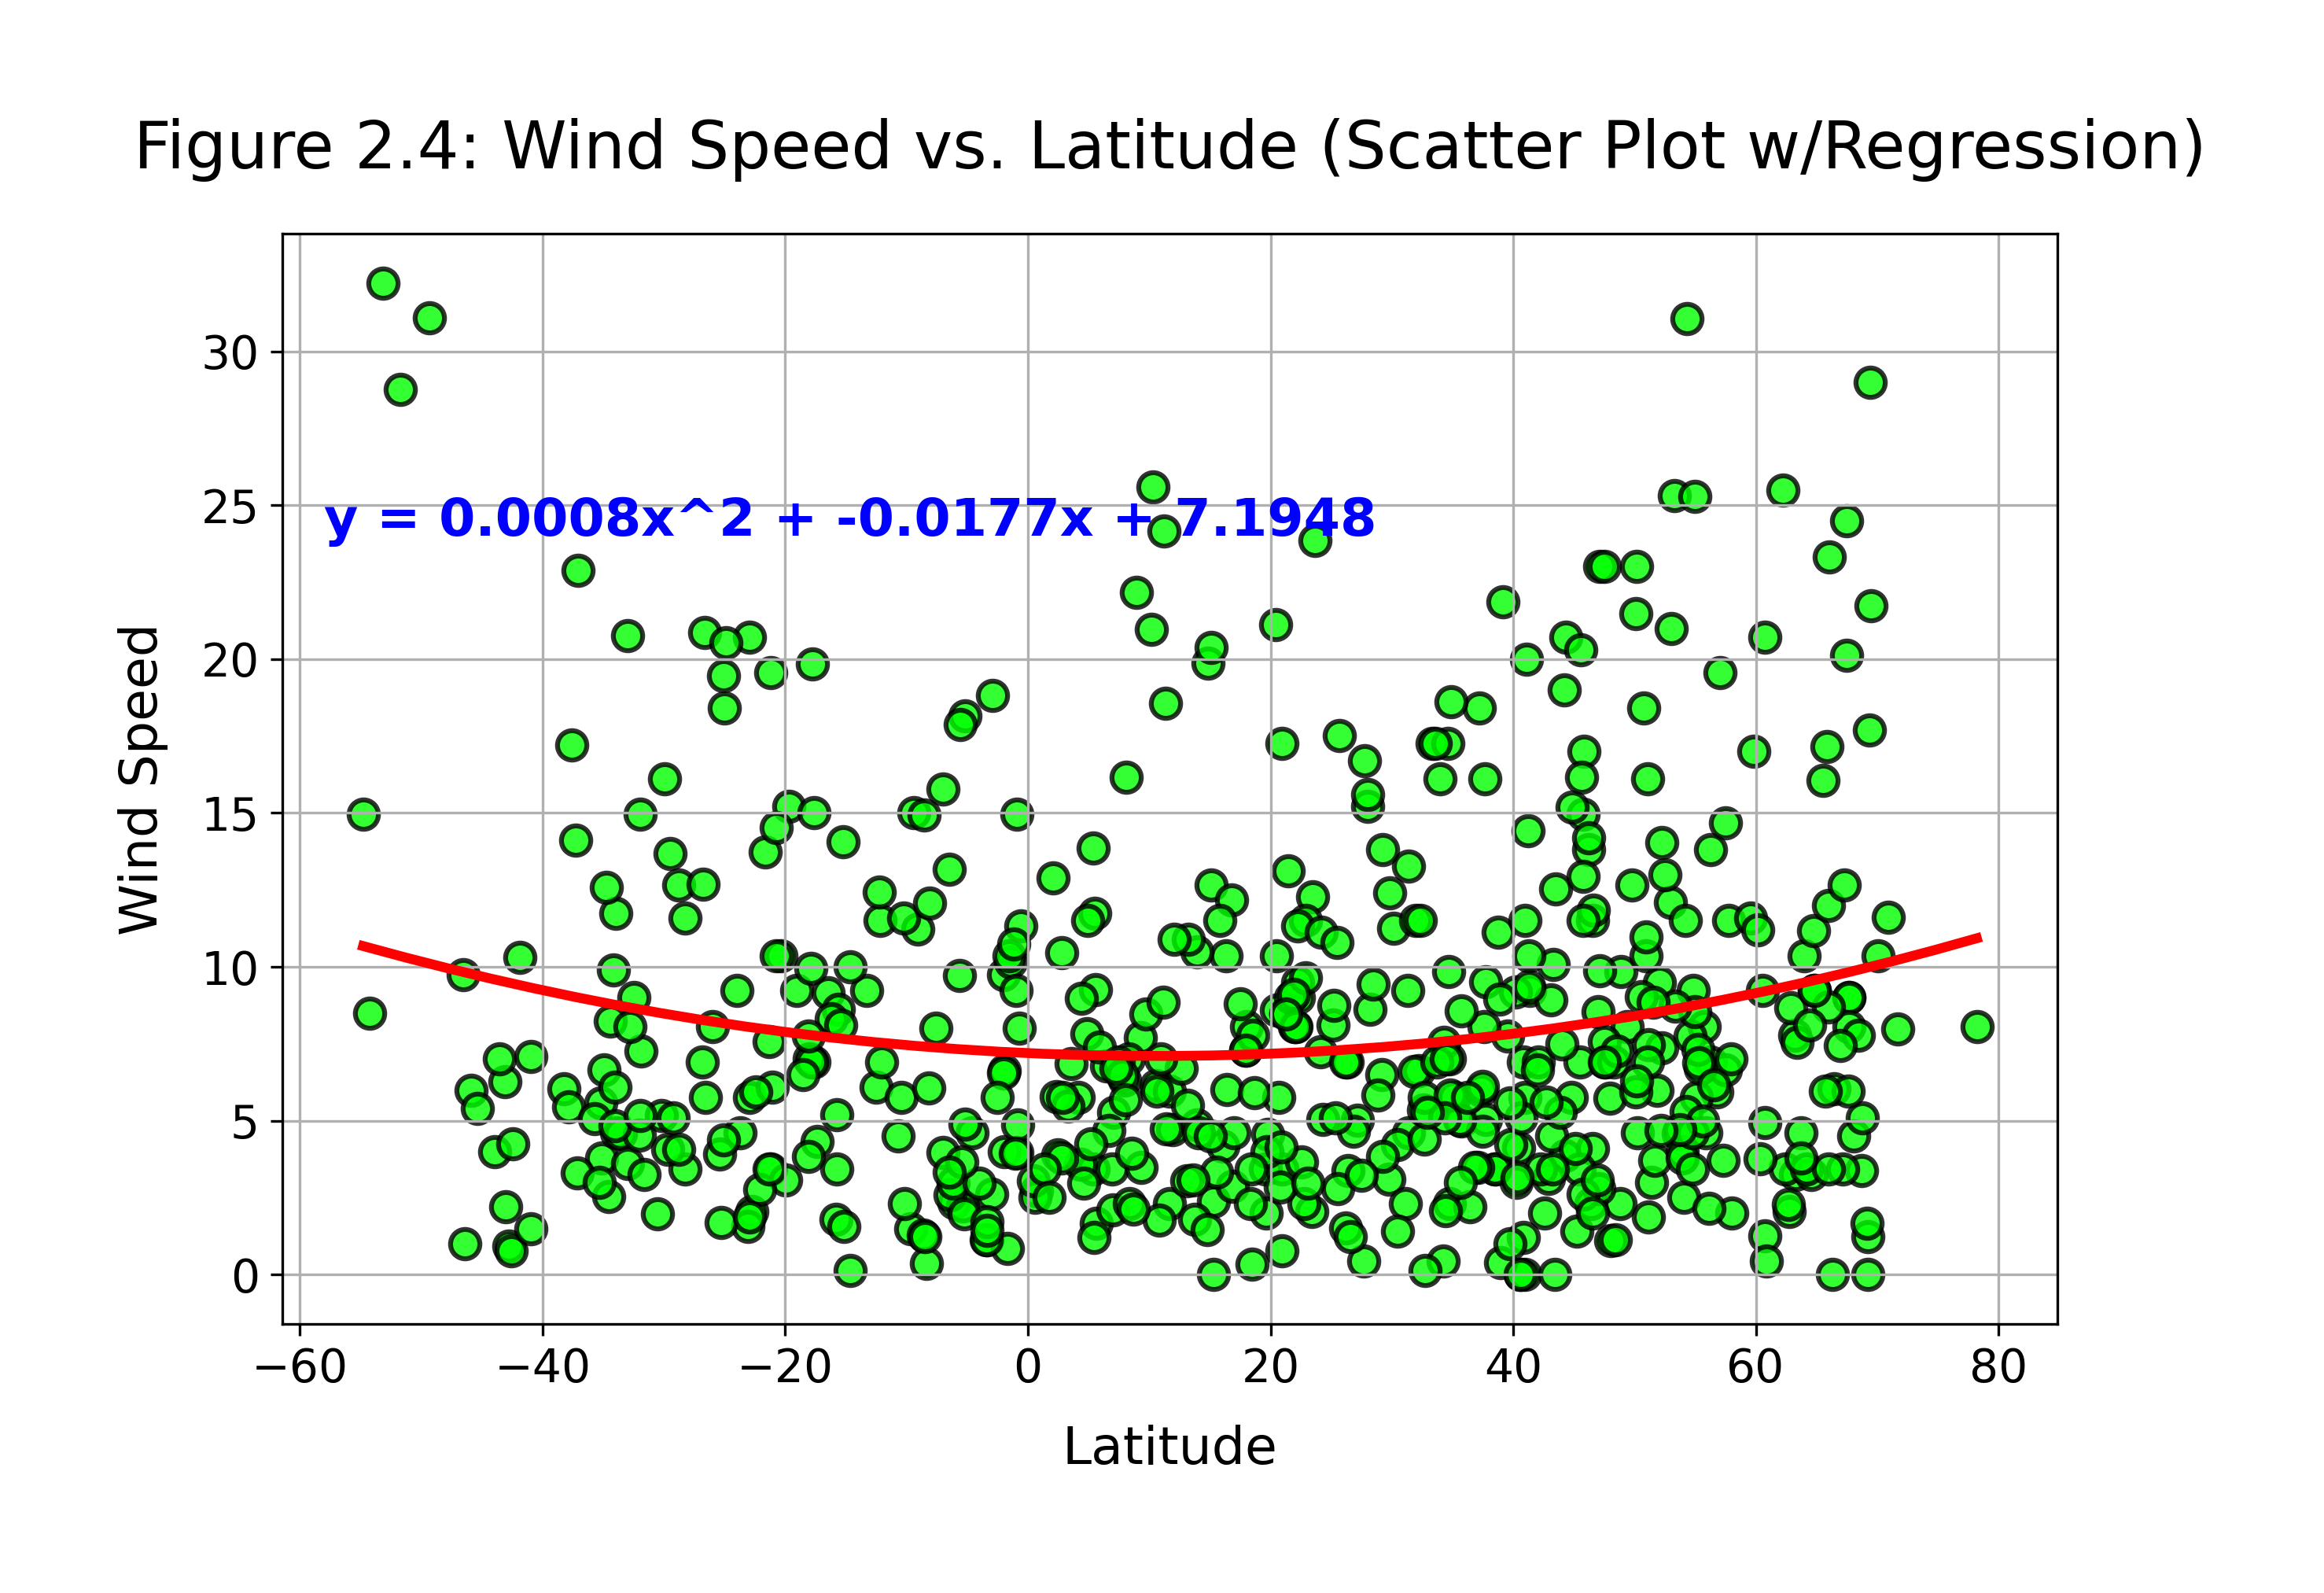 Figure 2.4: Wind Speed vs. Latitude (Scatter Plot w/Regression)
30
25
y = 0.0008x^2 + -0.0177x + 7.1948
20
Wind Speed
15
10
5
0
−60 −40 −20 0 20 40 60 80
Latitude